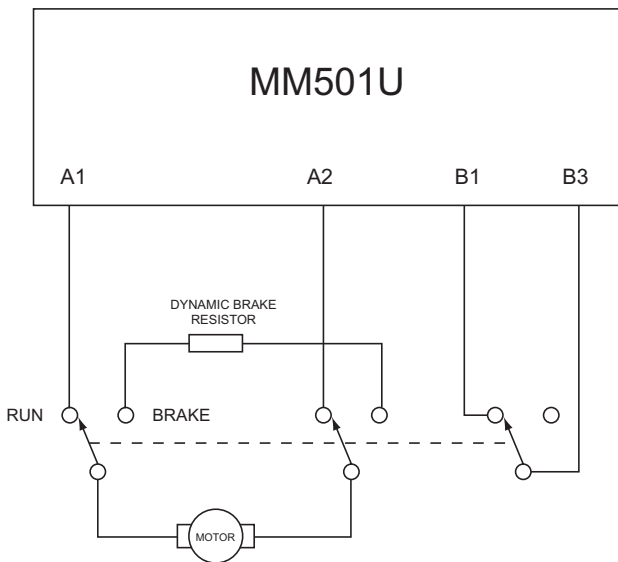 MM501U
A1
A2
B1
B3
DYNAMIC BRAKE
RESISTOR
RUN
BRAKE
MOTOR